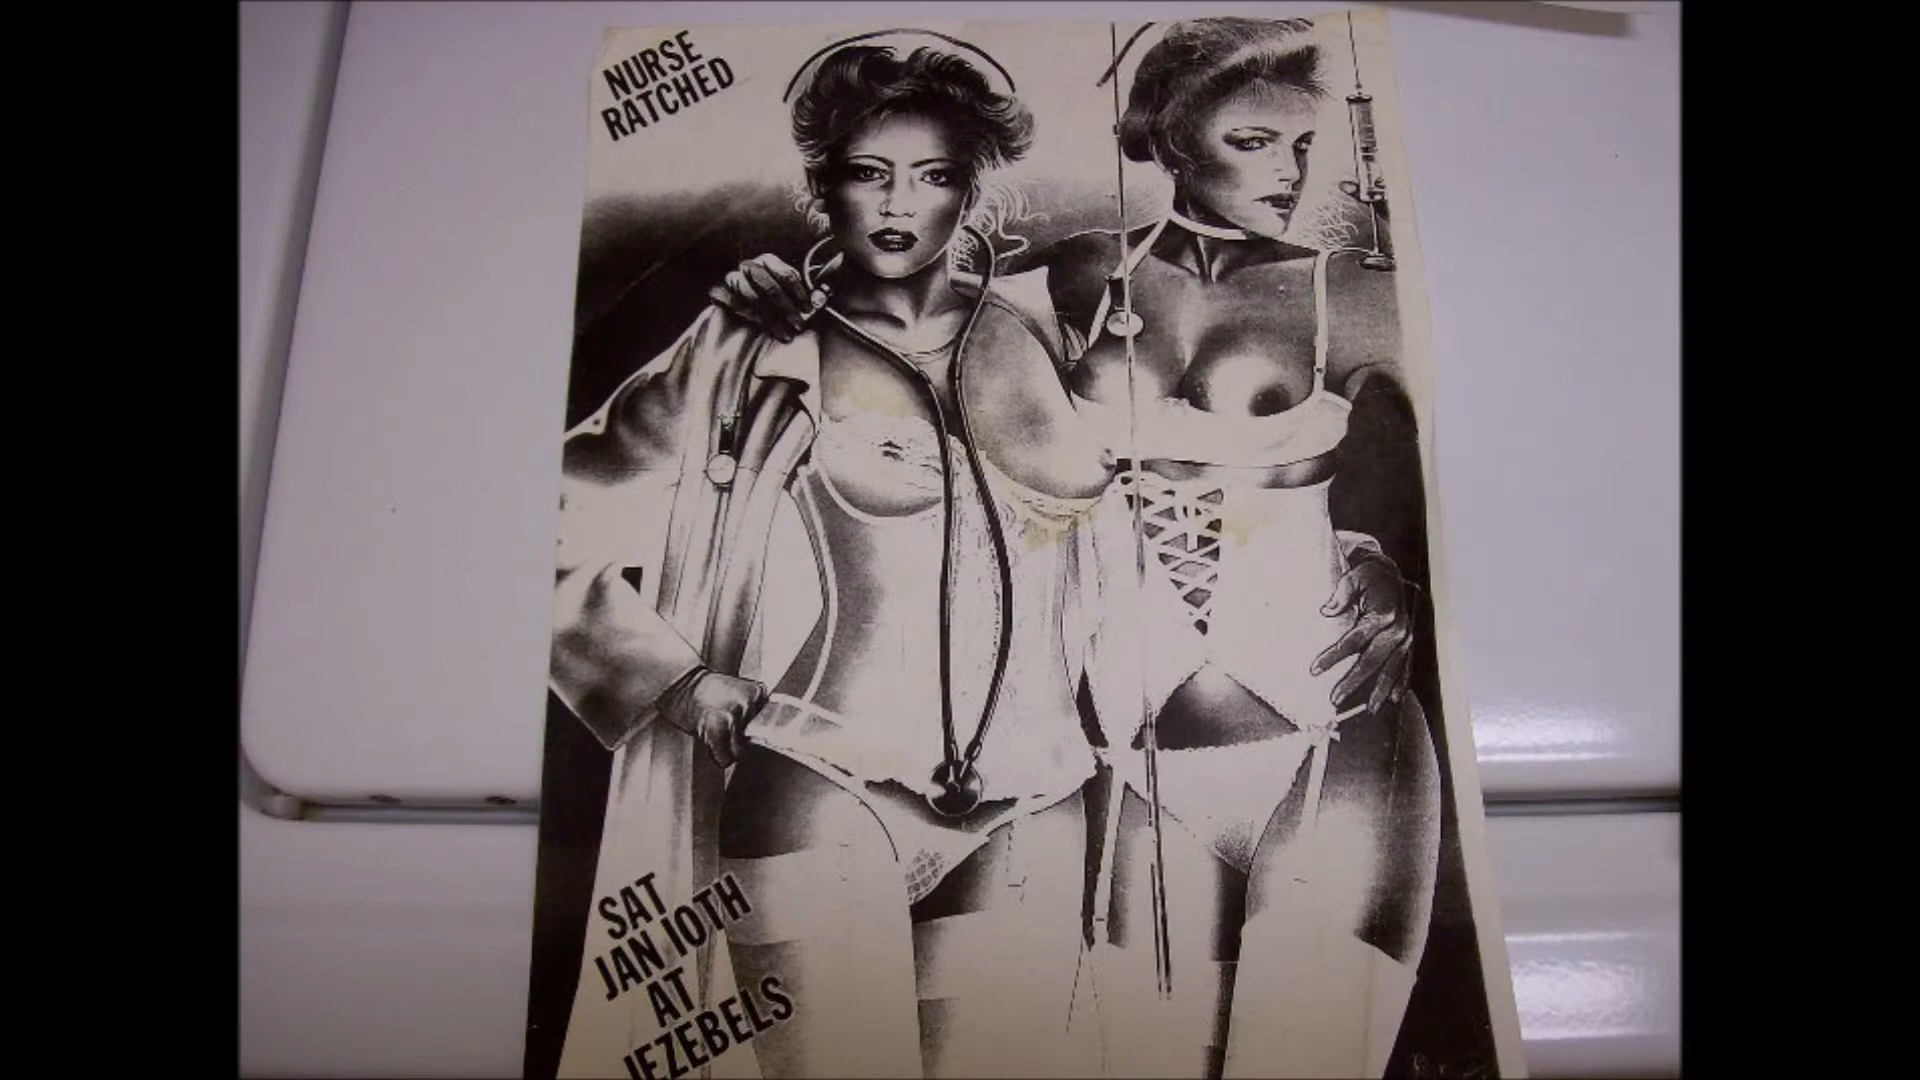 NURSE
RATCHED
SAT
JAN 10TH
AT
JEZEBELS